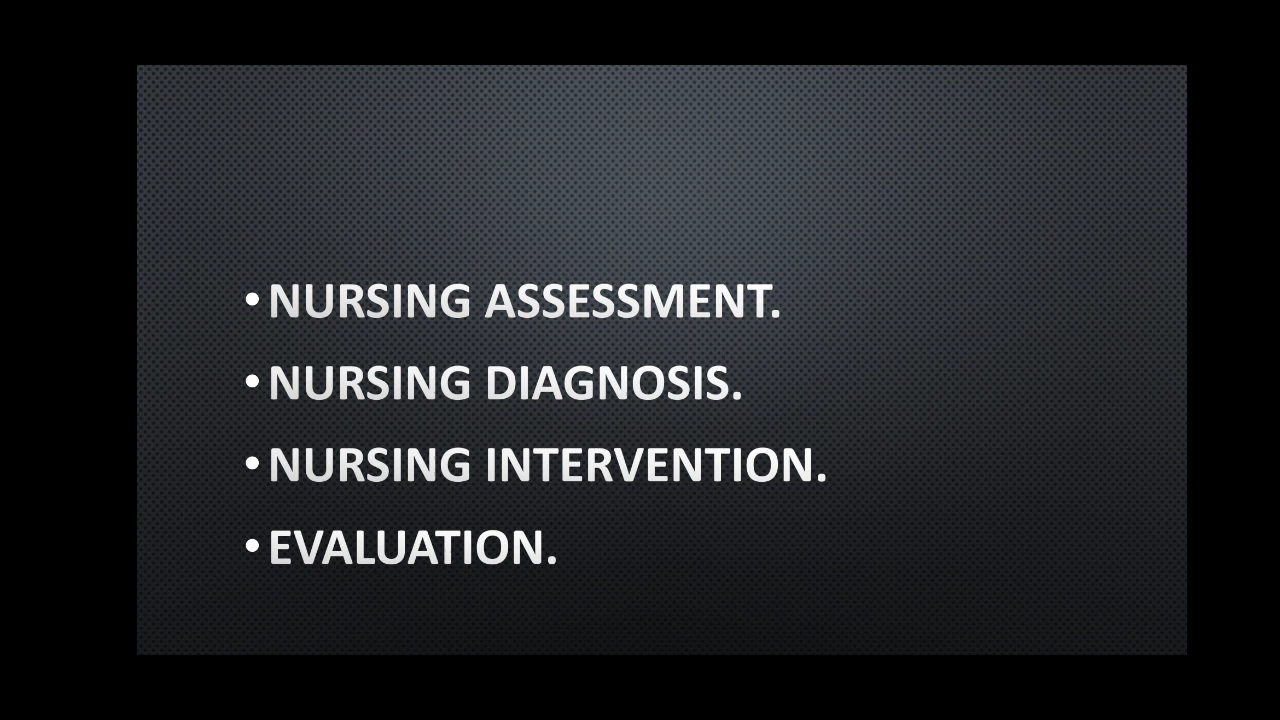 • NURSING ASSESSMENT.
• NURSING DIAGNOSIS.
• NURSING INTERVENTION.
• EVALUATION.